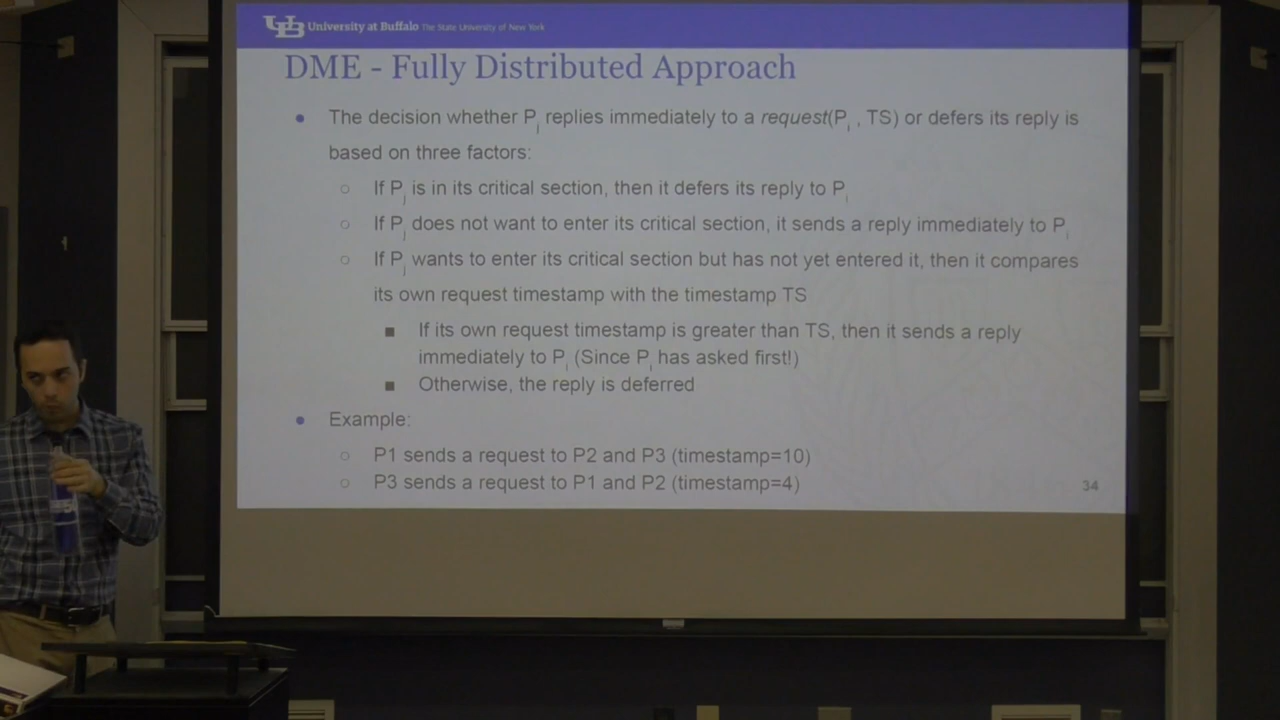 University at Buffalo The State University of New York
DME - Fully Distributed Approach
● The decision whether Pj replies immediately to a request(Pi , TS) or defers its reply is
based on three factors:
○ If Pj is in its critical section, then it defers its reply to Pi
○ If Pj does not want to enter its critical section, it sends a reply immediately to Pi
○ If Pj wants to enter its critical section but has not yet entered it, then it compares
its own request timestamp with the timestamp TS
■ If its own request timestamp is greater than TS, then it sends a reply
immediately to Pi (Since Pi has asked first!)
■ Otherwise, the reply is deferred
● Example:
○ P1 sends a request to P2 and P3 (timestamp=10)
○ P3 sends a request to P1 and P2 (timestamp=4)
34